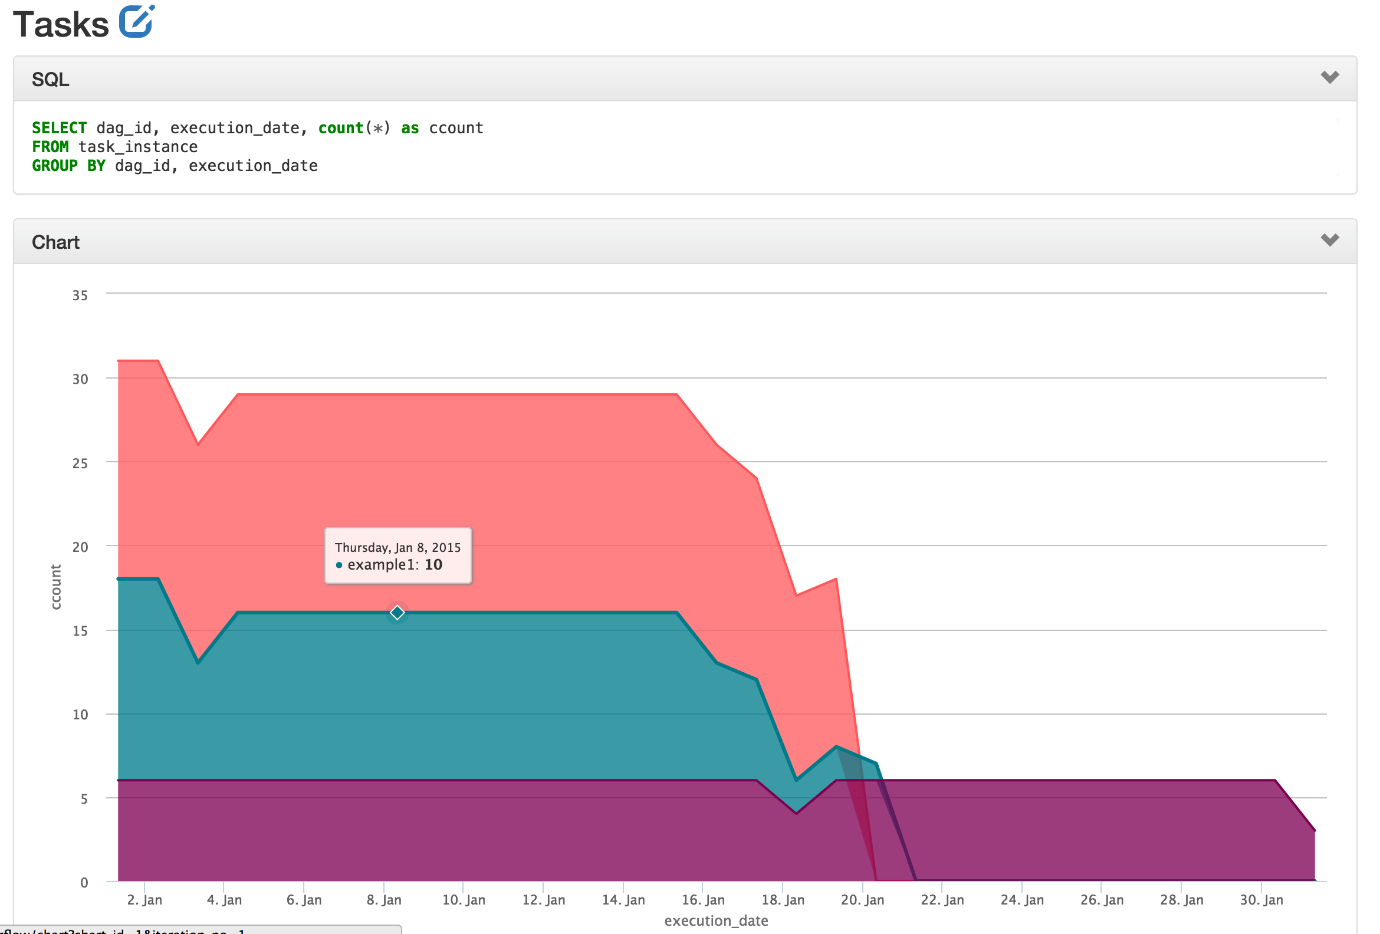 Tasks
SQL
SELECT dag_id, execution_date, count(*) as ccount
FROM task_instance
GROUP BY dag_id, execution_date
Chart
35
30
25
20
15
10
5
0
ccount
Thursday, Jan 8, 2015
example1: 10
2. Jan 4. Jan 6. Jan 8. Jan 10. Jan 12. Jan 14. Jan 16. Jan 18. Jan 20. Jan 22. Jan 24. Jan 26. Jan 28. Jan 30. Jan
execution_date